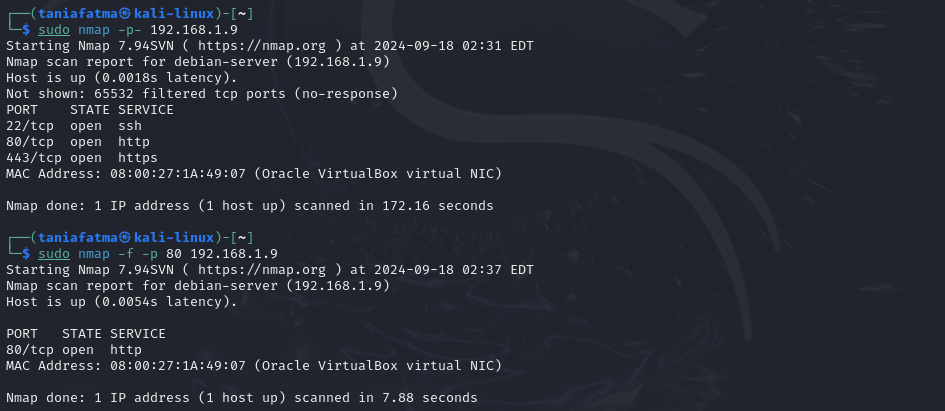 ┌──(taniafatma㉿kali-linux)-[~]
└─$ sudo nmap -p- 192.168.1.9
Starting Nmap 7.94SVN ( https://nmap.org ) at 2024-09-18 02:31 EDT
Nmap scan report for debian-server (192.168.1.9)
Host is up (0.0018s latency).
Not shown: 65532 filtered tcp ports (no-response)
PORT    STATE SERVICE
22/tcp  open  ssh
80/tcp  open  http
443/tcp open  https
MAC Address: 08:00:27:1A:49:07 (Oracle VirtualBox virtual NIC)
Nmap done: 1 IP address (1 host up) scanned in 172.16 seconds
┌──(taniafatma㉿kali-linux)-[~]
└─$ sudo nmap -f -p 80 192.168.1.9
Starting Nmap 7.94SVN ( https://nmap.org ) at 2024-09-18 02:37 EDT
Nmap scan report for debian-server (192.168.1.9)
Host is up (0.0054s latency).
PORT   STATE SERVICE
80/tcp open  http
MAC Address: 08:00:27:1A:49:07 (Oracle VirtualBox virtual NIC)
Nmap done: 1 IP address (1 host up) scanned in 7.88 seconds